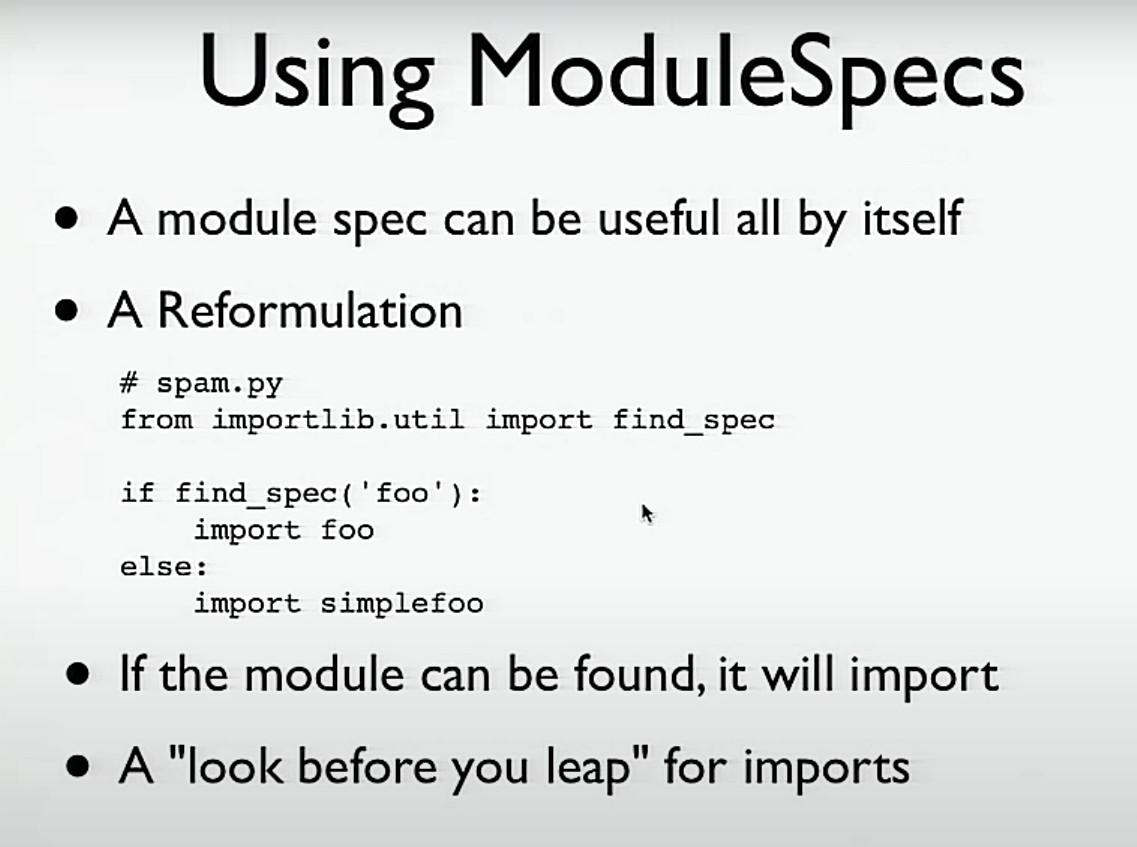 Using ModuleSpecs
• A module spec can be useful all by itself
• A Reformulation
# spam.py
from importlib.util import find_spec
if find_spec('foo'):
    import foo
else:
    import simplefoo
• If the module can be found, it will import
• A "look before you leap" for imports